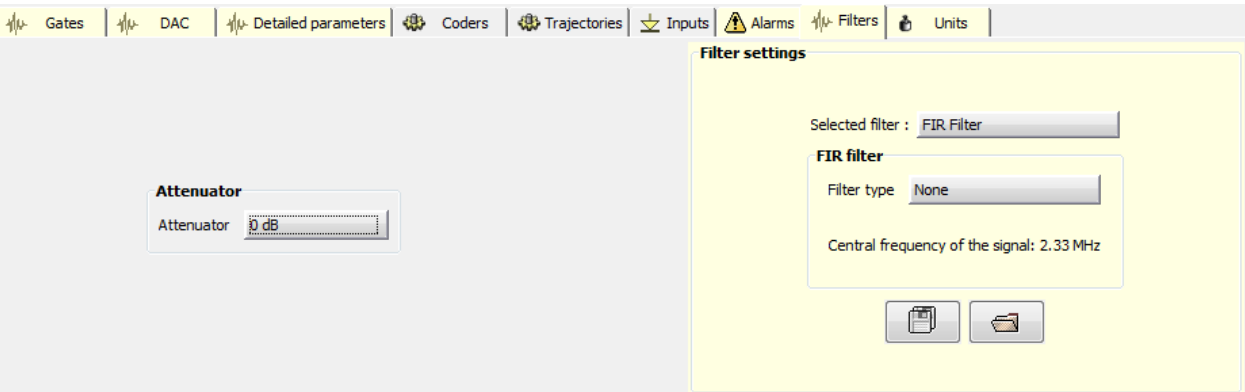 Gates DAC Detailed parameters Coders Trajectories Inputs Alarms Filters Units
Filter settings
Selected filter : FIR Filter
FIR filter
Filter type None
Central frequency of the signal: 2.33 MHz
Attenuator
Attenuator 0 dB